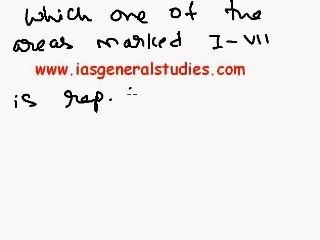 which one of the
areas marked I-VII
www.iasgeneralstudies.com
is rep.